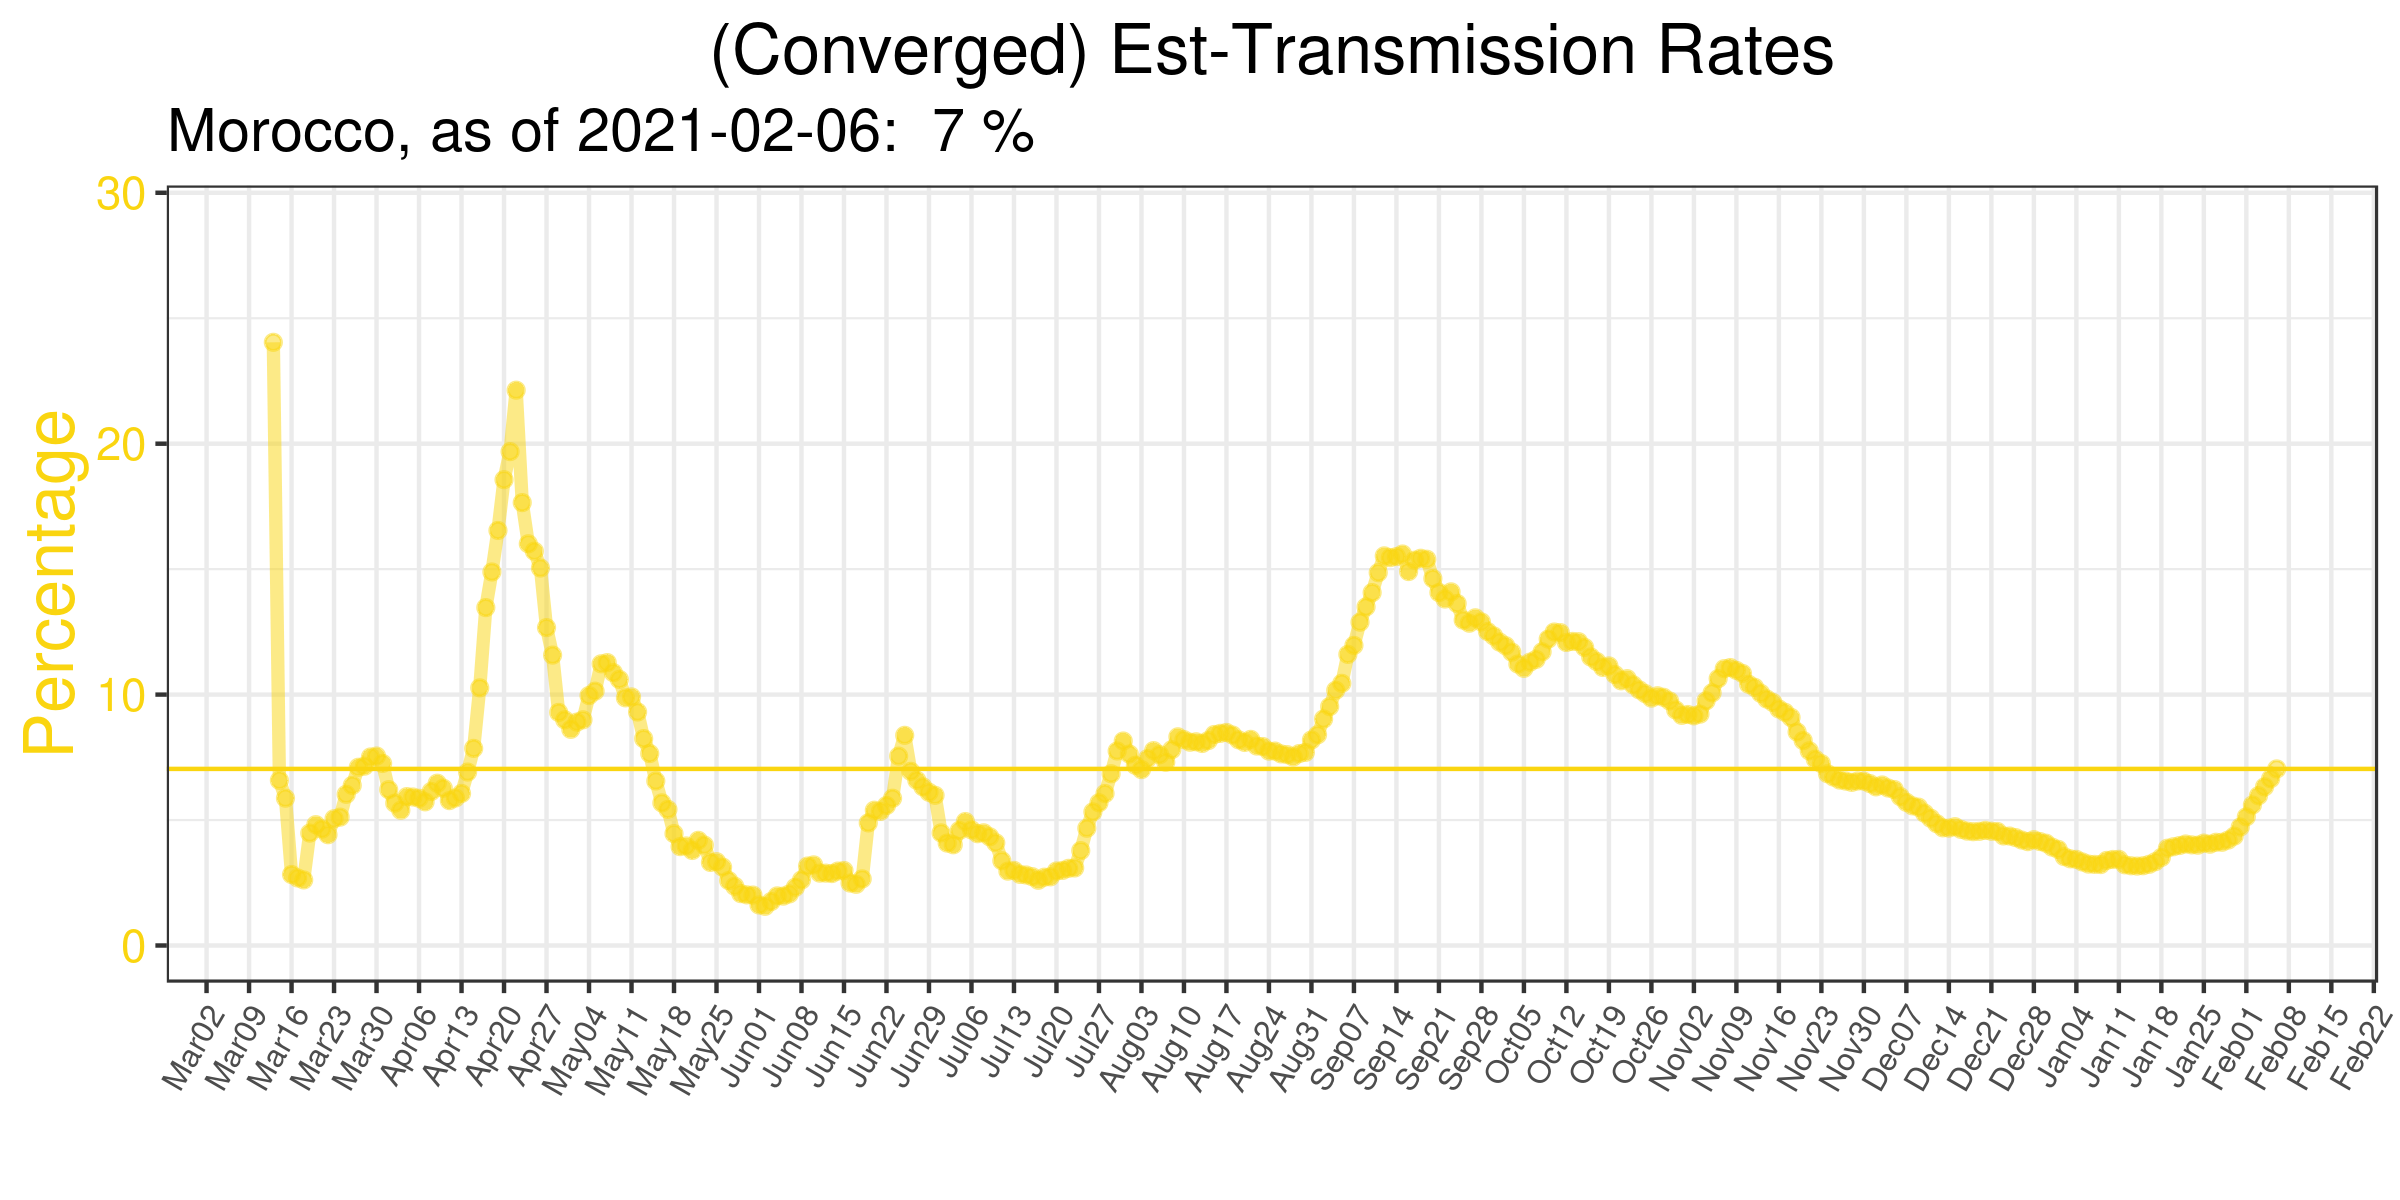 (Converged) Est-Transmission Rates
Morocco, as of 2021-02-06:  7 %
Percentage
30
20
10
0
Mar02
Mar09
Mar16
Mar23
Mar30
Apr06
Apr13
Apr20
Apr27
May04
May11
May18
May25
Jun01
Jun08
Jun15
Jun22
Jun29
Jul06
Jul13
Jul20
Jul27
Aug03
Aug10
Aug17
Aug24
Aug31
Sep07
Sep14
Sep21
Sep28
Oct05
Oct12
Oct19
Oct26
Nov02
Nov09
Nov16
Nov23
Nov30
Dec07
Dec14
Dec21
Dec28
Jan04
Jan11
Jan18
Jan25
Feb01
Feb08
Feb15
Feb22